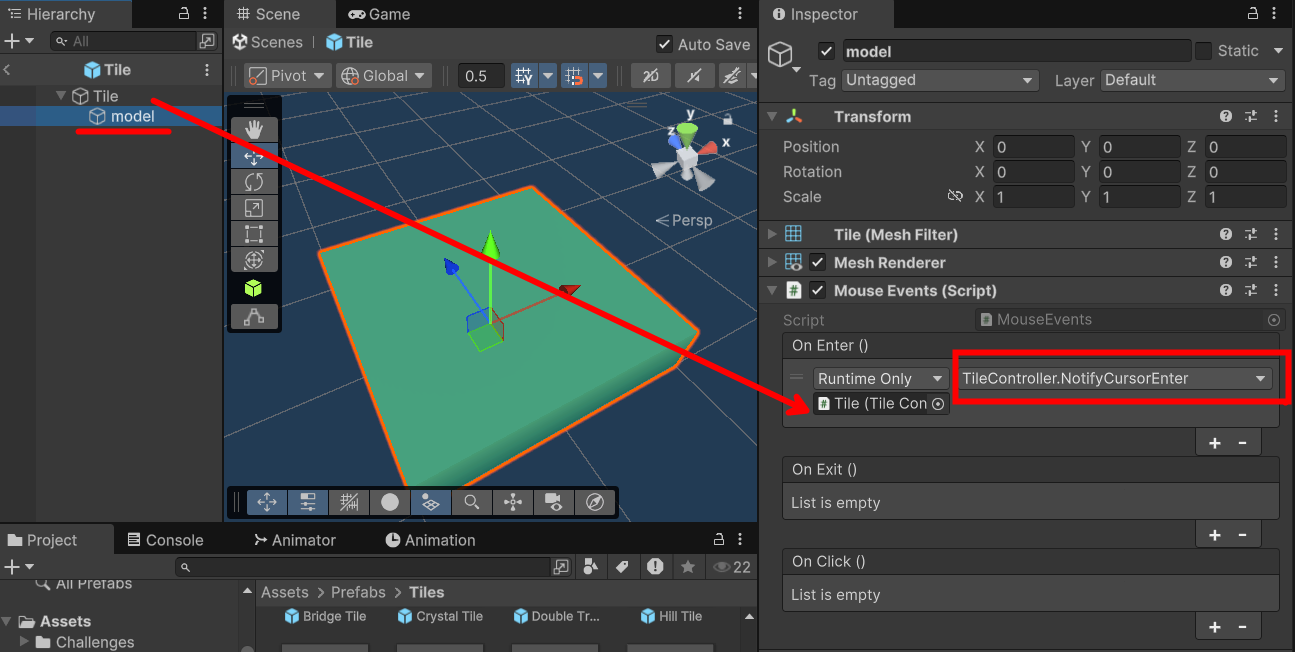 Hierarchy
All
Tile
Tile
model
Scene
Game
Scenes
Tile
Auto Save
Pivot
Global
0.5
2D
y
z
x
Persp
Inspector
model
Static
Tag
Untagged
Layer
Default
Transform
Position
X 0 Y 0 Z 0
Rotation
X 0 Y 0 Z 0
Scale
X 1 Y 1 Z 1
Tile (Mesh Filter)
Mesh Renderer
Mouse Events (Script)
Script
MouseEvents
On Enter ()
Runtime Only
TileController.NotifyCursorEnter
Tile (Tile Con
On Exit ()
List is empty
On Click ()
List is empty
Project
Console
Animator
Animation
22
All Prefabs
Assets
Challenges
Assets > Prefabs > Tiles
Bridge Tile
Crystal Tile
Double Tr...
Hill Tile